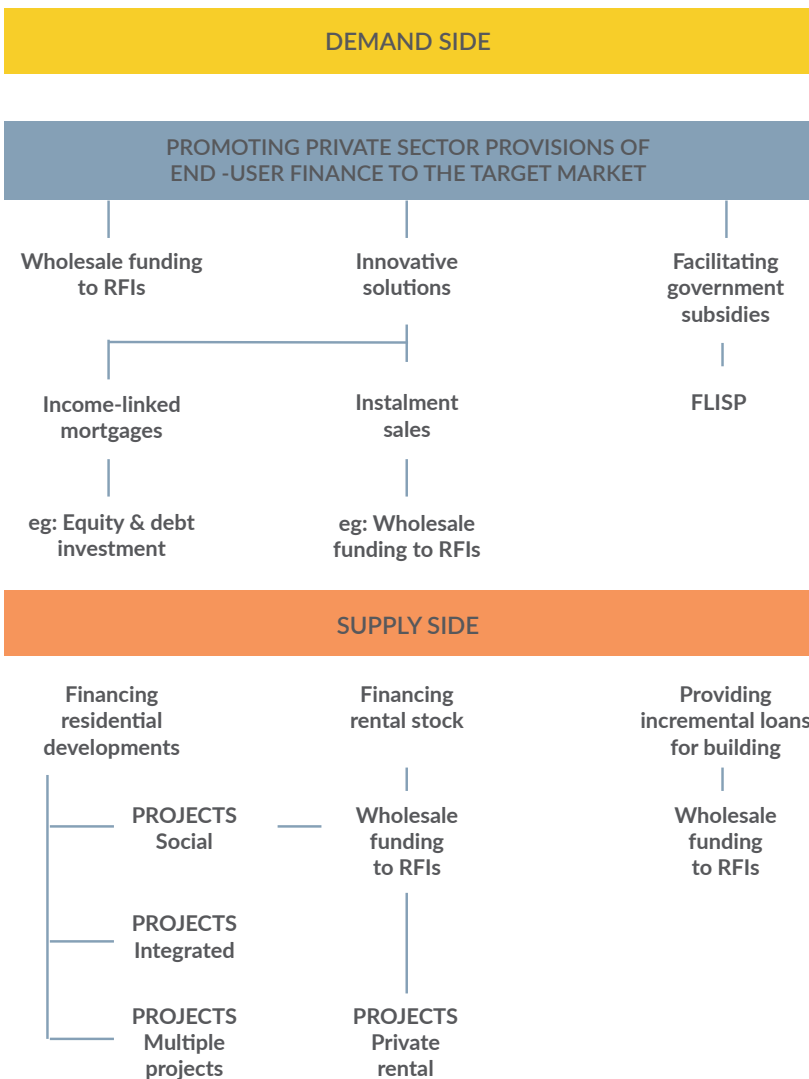 DEMAND SIDE
PROMOTING PRIVATE SECTOR PROVISIONS OF
END -USER FINANCE TO THE TARGET MARKET
Wholesale funding
to RFIs
Innovative
solutions
Facilitating
government
subsidies
Income-linked
mortgages
Instalment
sales
FLISP
eg: Equity & debt
investment
eg: Wholesale
funding to RFIs
SUPPLY SIDE
Financing
residential
developments
Financing
rental stock
Providing
incremental loans
for building
PROJECTS
Social
Wholesale
funding
to RFIs
Wholesale
funding
to RFIs
PROJECTS
Integrated
PROJECTS
Multiple
projects
PROJECTS
Private
rental